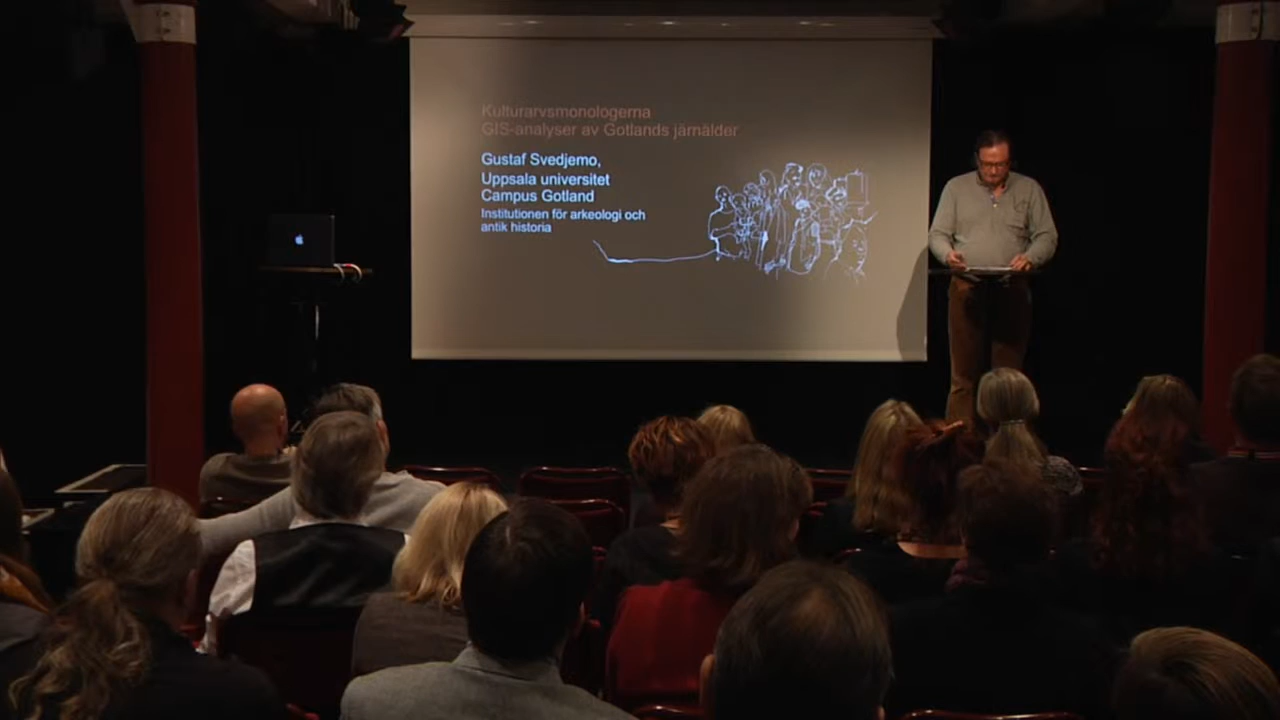 Kulturarvsmonologerna
GIS-analyser av Gotlands järnålder
Gustaf Svedjemo,
Uppsala universitet
Campus Gotland
Institutionen för arkeologi och
antik historia